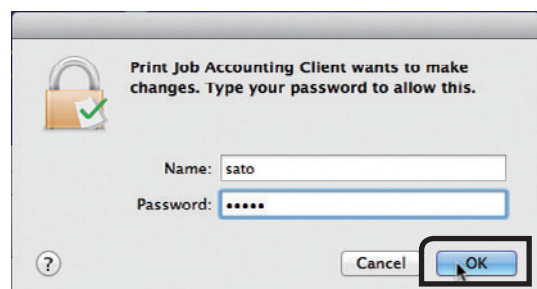 Print Job Accounting Client wants to make
changes. Type your password to allow this.
Name: sato
Password: •••••
? Cancel OK